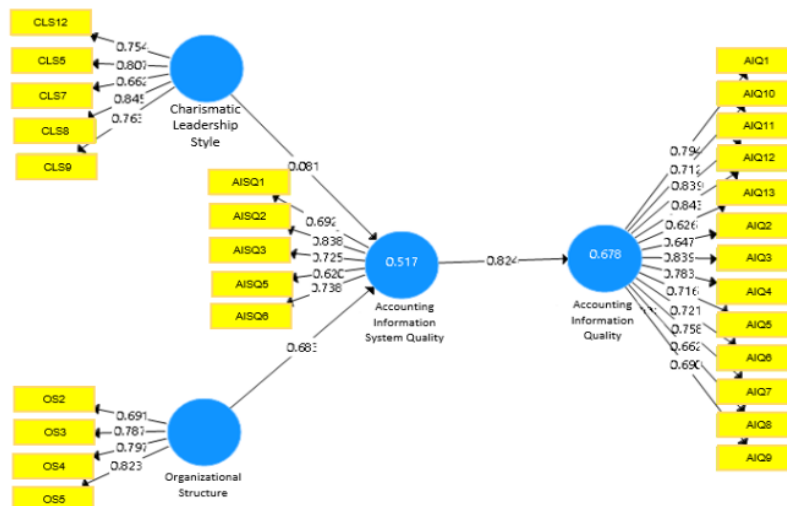 CLS12
CLS5
CLS7
CLS8
CLS9
0.754
0.807
0.662
0.845
0.763
Charismatic
Leadership
Style
0.081
AISQ1
AISQ2
AISQ3
AISQ5
AISQ6
0.692
0.838
0.725
0.620
0.738
0.517
Accounting
Information
System Quality
0.824
0.678
Accounting
Information
Quality
0.683
OS2
OS3
OS4
OS5
0.691
0.787
0.797
0.823
Organizational
Structure
0.794
0.712
0.839
0.843
0.626
0.647
0.839
0.783
0.716
0.721
0.758
0.662
0.690
AIQ1
AIQ10
AIQ11
AIQ12
AIQ13
AIQ2
AIQ3
AIQ4
AIQ5
AIQ6
AIQ7
AIQ8
AIQ9